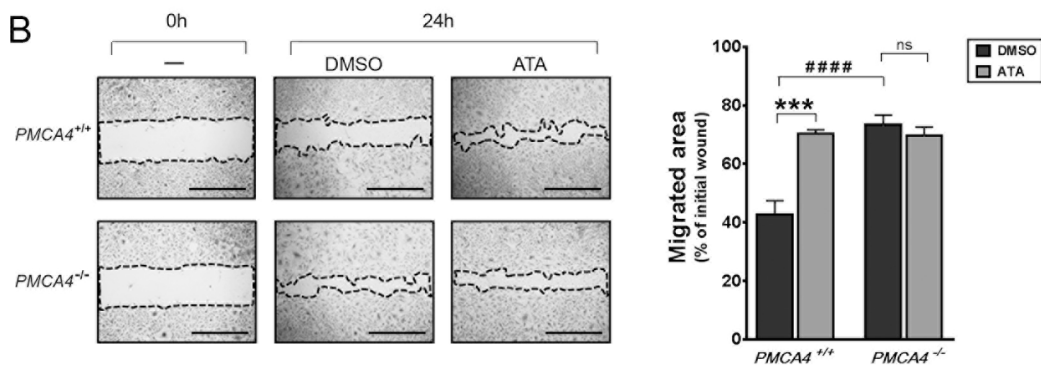 B
0h
24h
—
DMSO
ATA
PMCA4+/+
PMCA4-/-
ns
####
***
DMSO
ATA
Migrated area
(% of initial wound)
100
80
60
40
20
0
PMCA4 +/+
PMCA4 -/-